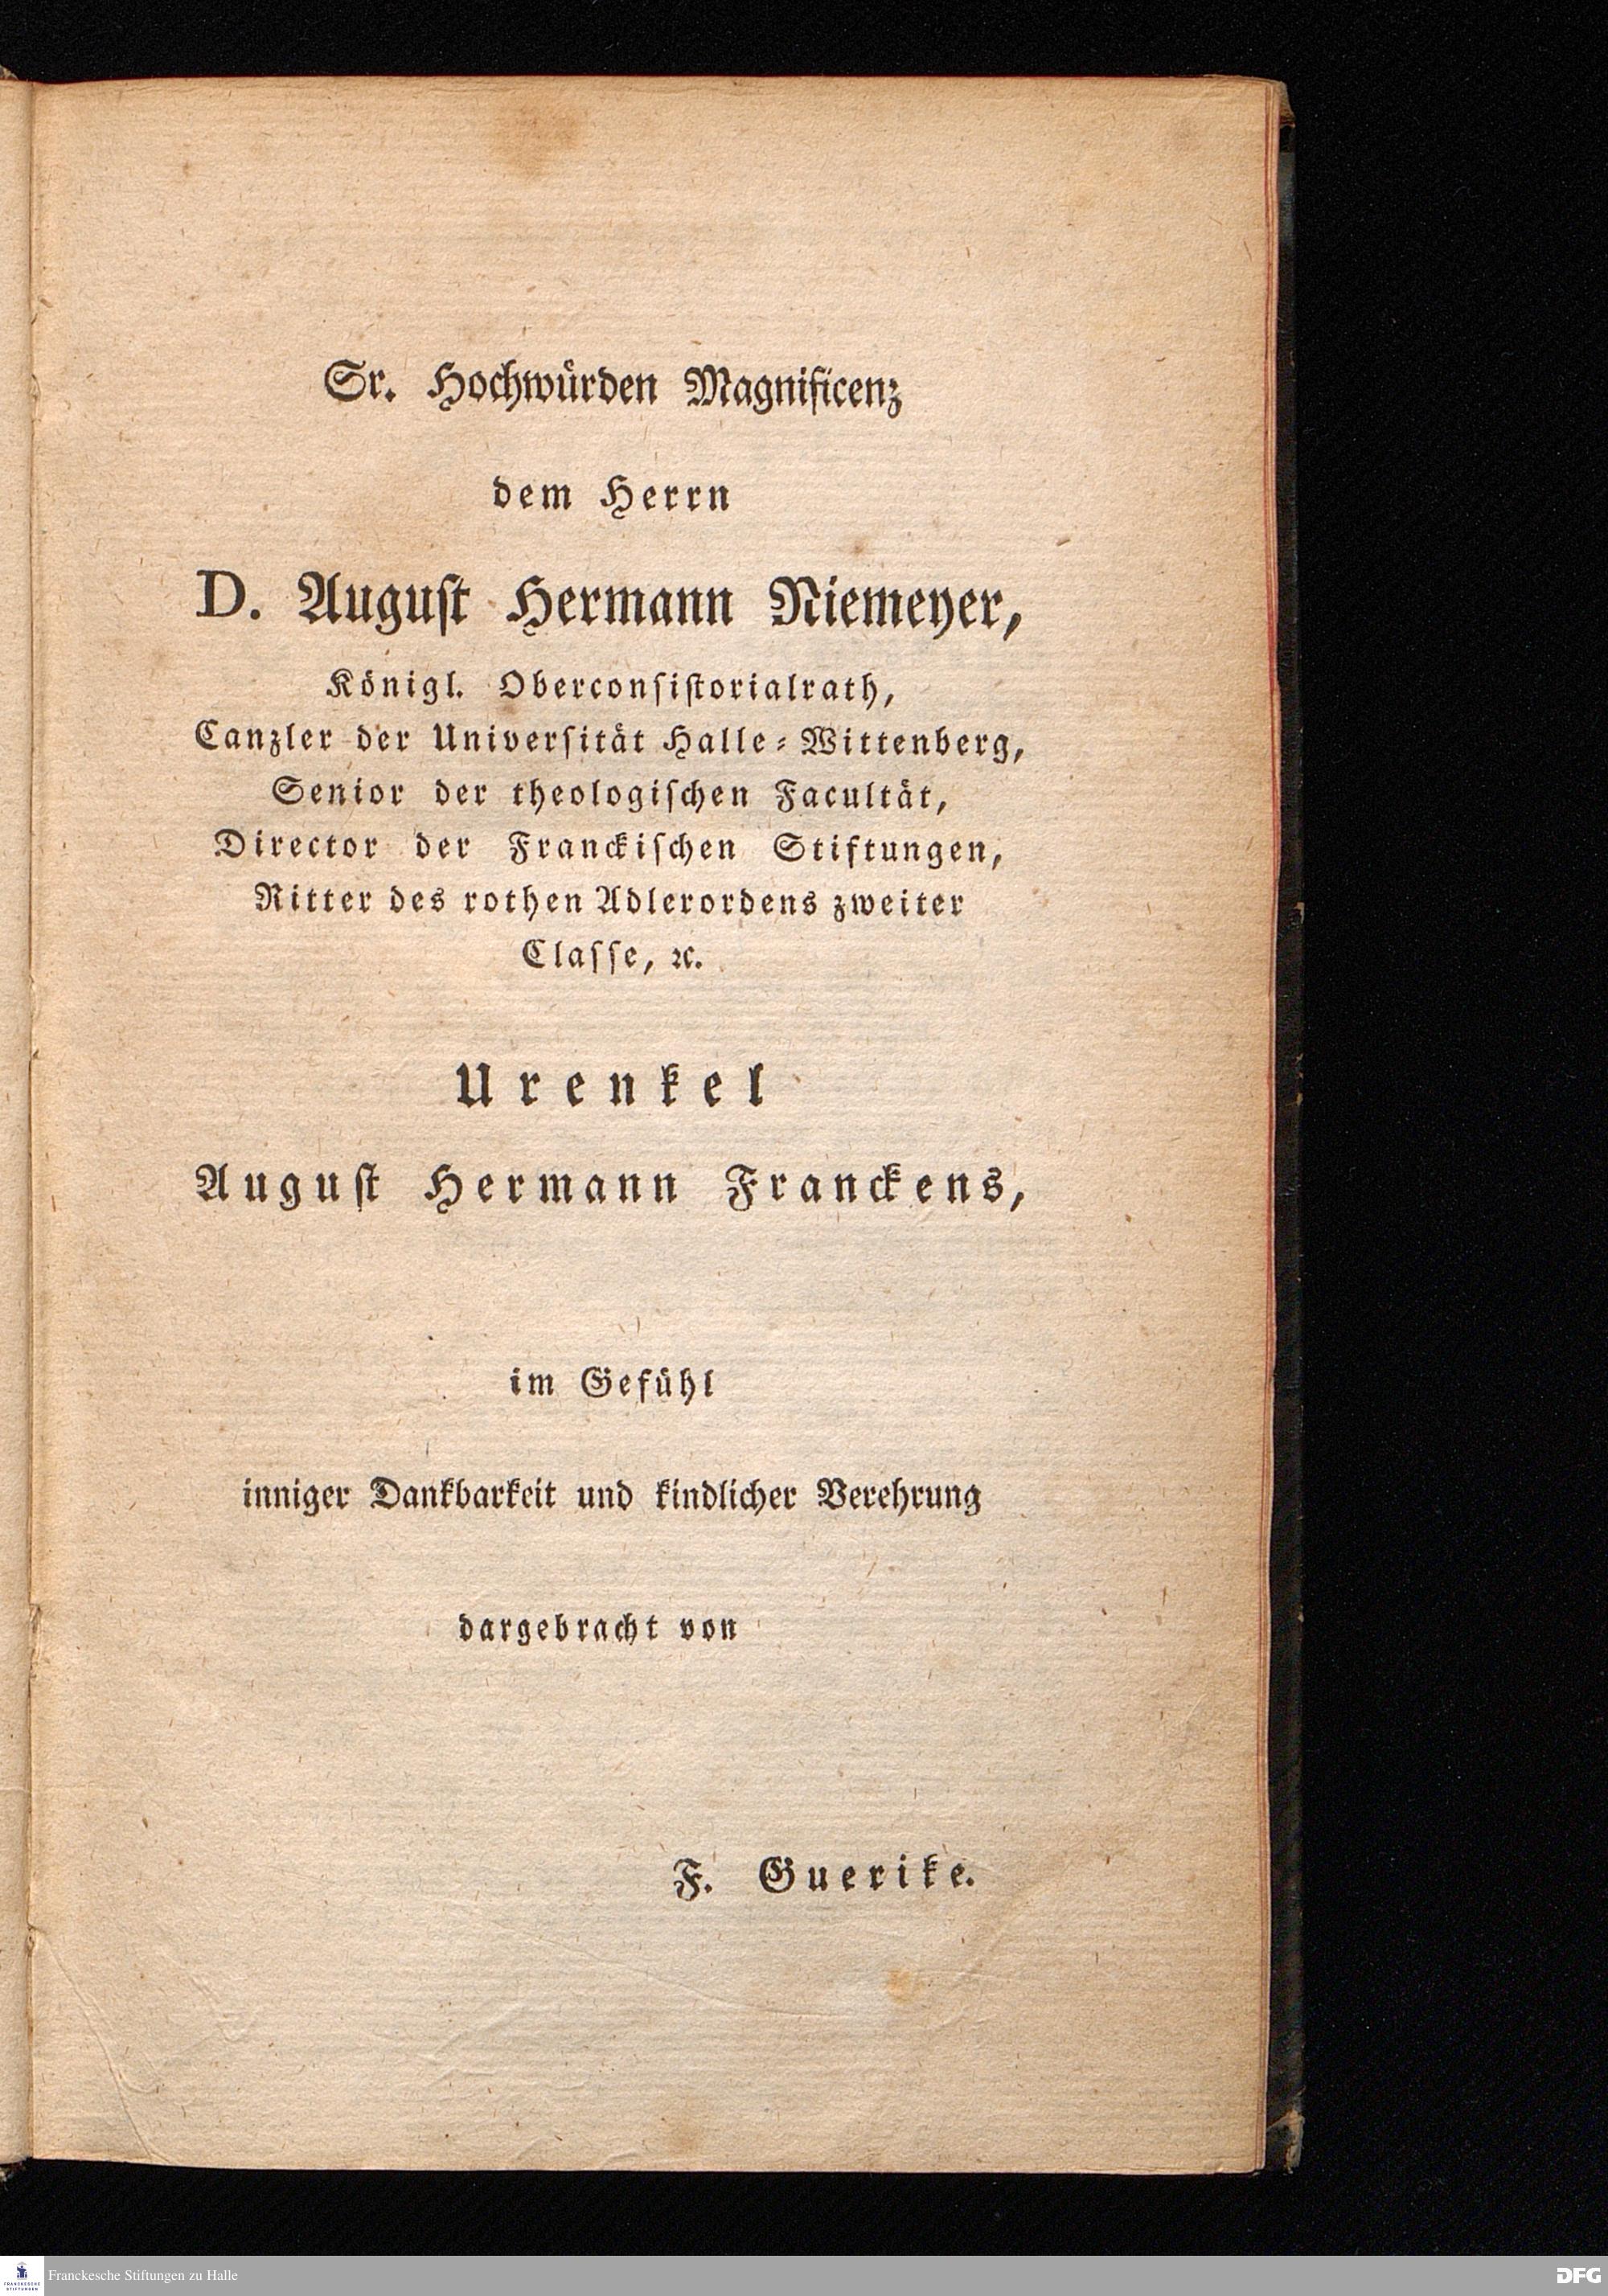 Sr. Hochwürden Magnificenz
dem Herrn
D. Auguſt Hermann Niemeyer,
Königl. Oberconſiſtorialrath,
Canzler der Univerſität Halle⸗Wittenberg,
Senior der theologiſchen Facultät,
Director der Franckiſchen Stiftungen,
Ritter des rothen Adlerordens zweiter
Claſſe, ꝛc.
Urenkel
Auguſt Hermann Franckens,
im Gefühl
inniger Dankbarkeit und kindlicher Verehrung
dargebracht von
F. Guerike.
FRANCKESCHE
STIFTUNGEN
Franckesche Stiftungen zu Halle
DFG